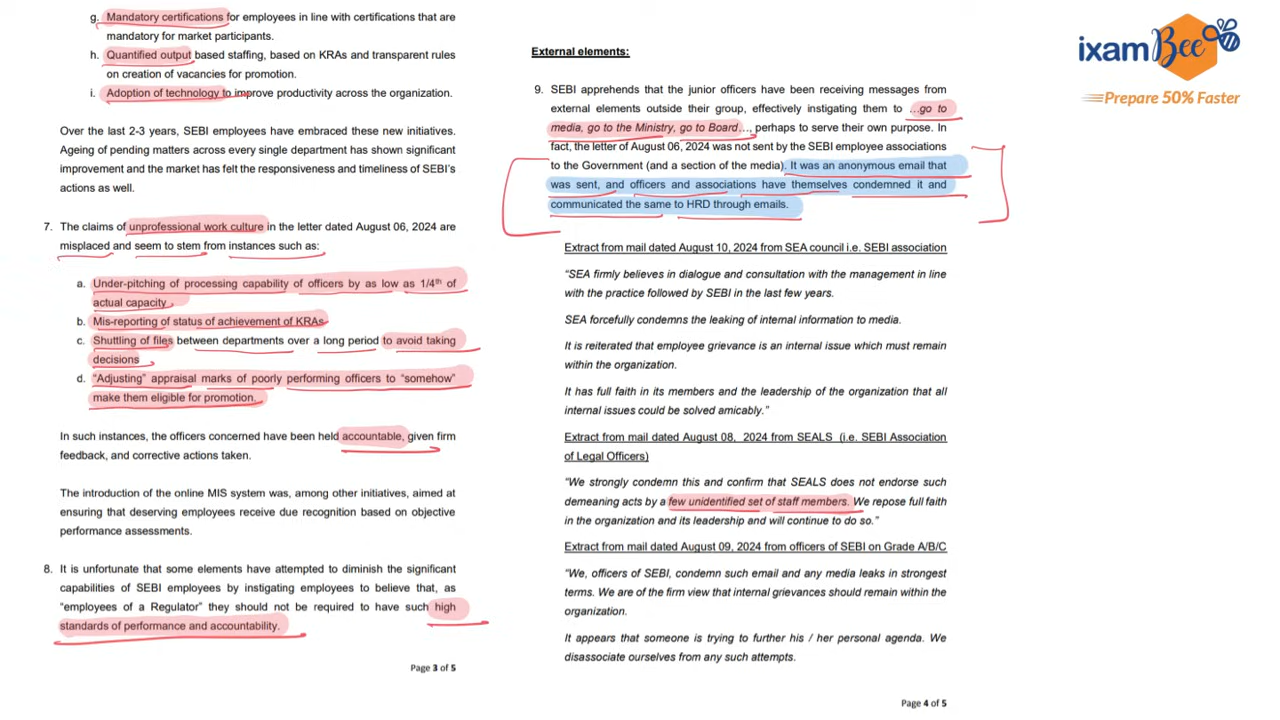 g. Mandatory certifications for employees in line with certifications that are
mandatory for market participants.
h. Quantified output based staffing, based on KRAs and transparent rules
on creation of vacancies for promotion.
i. Adoption of technology to improve productivity across the organization.
Over the last 2-3 years, SEBI employees have embraced these new initiatives.
Ageing of pending matters across every single department has shown significant
improvement and the market has felt the responsiveness and timeliness of SEBI's
actions as well.
7. The claims of unprofessional work culture in the letter dated August 06, 2024 are
misplaced and seem to stem from instances such as:
a. Under-pitching of processing capability of officers by as low as 1/4th of
actual capacity
b. Mis-reporting of status of achievement of KRAs
c. Shuttling of files between departments over a long period to avoid taking
decisions
d. "Adjusting" appraisal marks of poorly performing officers to "somehow"
make them eligible for promotion.
In such instances, the officers concerned have been held accountable, given firm
feedback, and corrective actions taken.
The introduction of the online MIS system was, among other initiatives, aimed at
ensuring that deserving employees receive due recognition based on objective
performance assessments.
8. It is unfortunate that some elements have attempted to diminish the significant
capabilities of SEBI employees by instigating employees to believe that, as
"employees of a Regulator" they should not be required to have such high
standards of performance and accountability.
Page 3 of 5
External elements:
9. SEBI apprehends that the junior officers have been receiving messages from
external elements outside their group, effectively instigating them to ...go to
media, go to the Ministry, go to Board..., perhaps to serve their own purpose. In
fact, the letter of August 06, 2024 was not sent by the SEBI employee associations
to the Government (and a section of the media). It was an anonymous email that
was sent, and officers and associations have themselves condemned it and
communicated the same to HRD through emails.
Extract from mail dated August 10, 2024 from SEA council i.e. SEBI association
"SEA firmly believes in dialogue and consultation with the management in line
with the practice followed by SEBI in the last few years.
SEA forcefully condemns the leaking of internal information to media.
It is reiterated that employee grievance is an internal issue which must remain
within the organization.
It has full faith in its members and the leadership of the organization that all
internal issues could be solved amicably."
Extract from mail dated August 08, 2024 from SEALS (i.e. SEBI Association
of Legal Officers)
"We strongly condemn this and confirm that SEALS does not endorse such
demeaning acts by a few unidentified set of staff members. We repose full faith
in the organization and its leadership and will continue to do so."
Extract from mail dated August 09, 2024 from officers of SEBI on Grade A/B/C
"We, officers of SEBI, condemn such email and any media leaks in strongest
terms. We are of the firm view that internal grievances should remain within the
organization.
It appears that someone is trying to further his / her personal agenda. We
disassociate ourselves from any such attempts.
Page 4 of 5
ixamBee
Prepare 50% Faster